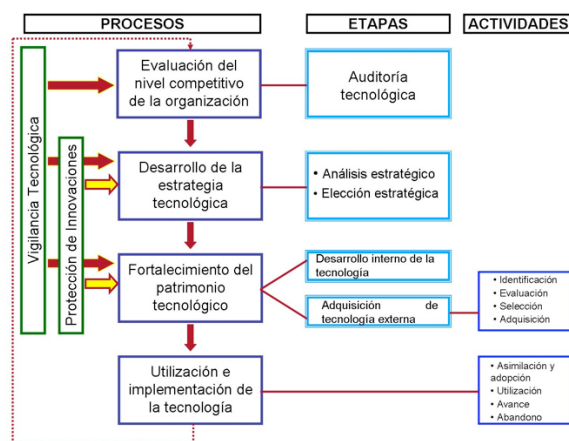 PROCESOS
ETAPAS
ACTIVIDADES
Vigilancia Tecnológica
Protección de Innovaciones
Evaluación del
nivel competitivo
de la organización
Auditoría
tecnológica
Desarrollo de la
estrategia
tecnológica
• Análisis estratégico
• Elección estratégica
Fortalecimiento del
patrimonio
tecnológico
Desarrollo interno de la
tecnología
Adquisición de
tecnología externa
• Identificación
• Evaluación
• Selección
• Adquisición
Utilización e
implementación de
la tecnología
• Asimilación y
adopción
• Utilización
• Avance
• Abandono